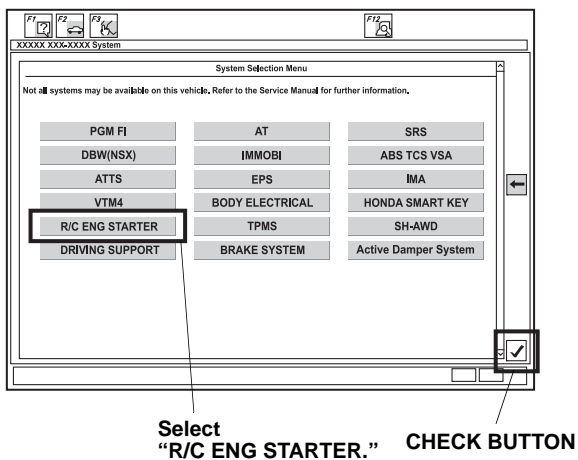 F1 F2 F3 F12
XXXXX XXX-XXXX System
System Selection Menu
Not all systems may be available on this vehicle. Refer to the Service Manual for further information.
PGM FI AT SRS
DBW(NSX) IMMOBI ABS TCS VSA
ATTS EPS IMA
VTM4 BODY ELECTRICAL HONDA SMART KEY
R/C ENG STARTER TPMS SH-AWD
DRIVING SUPPORT BRAKE SYSTEM Active Damper System
Select
“R/C ENG STARTER.” CHECK BUTTON